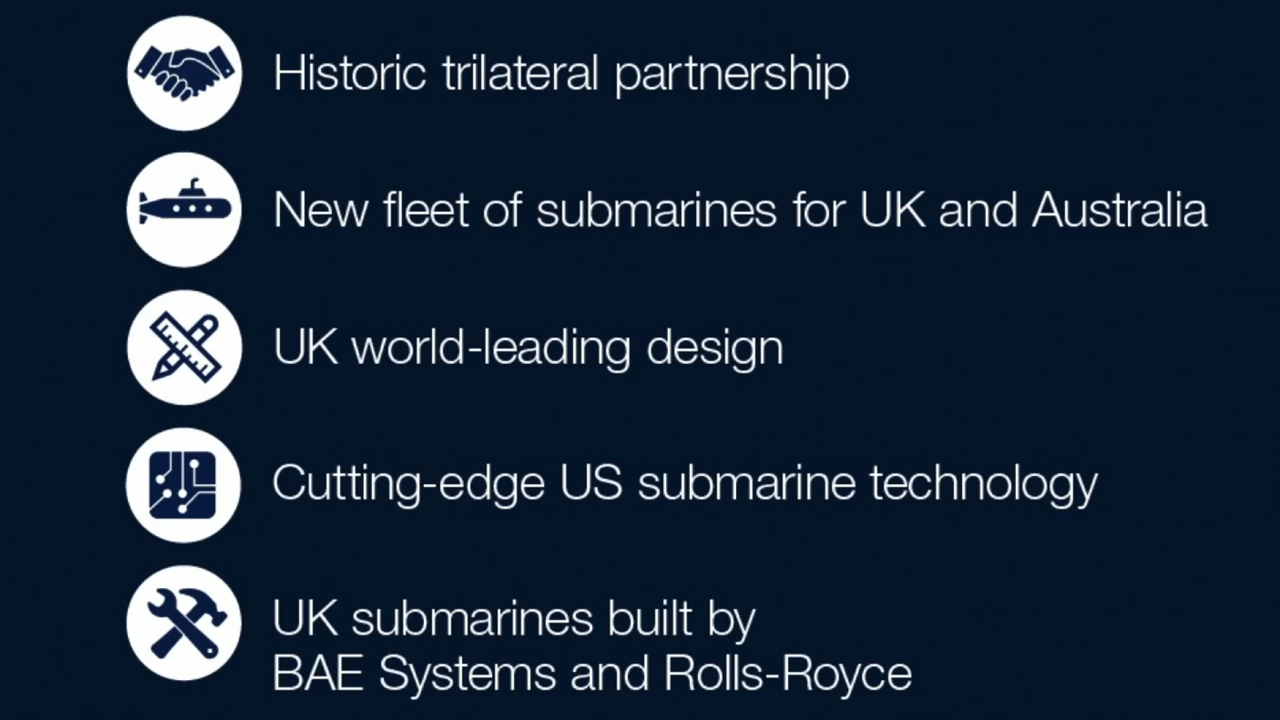 Historic trilateral partnership
New fleet of submarines for UK and Australia
UK world-leading design
Cutting-edge US submarine technology
UK submarines built by
BAE Systems and Rolls-Royce